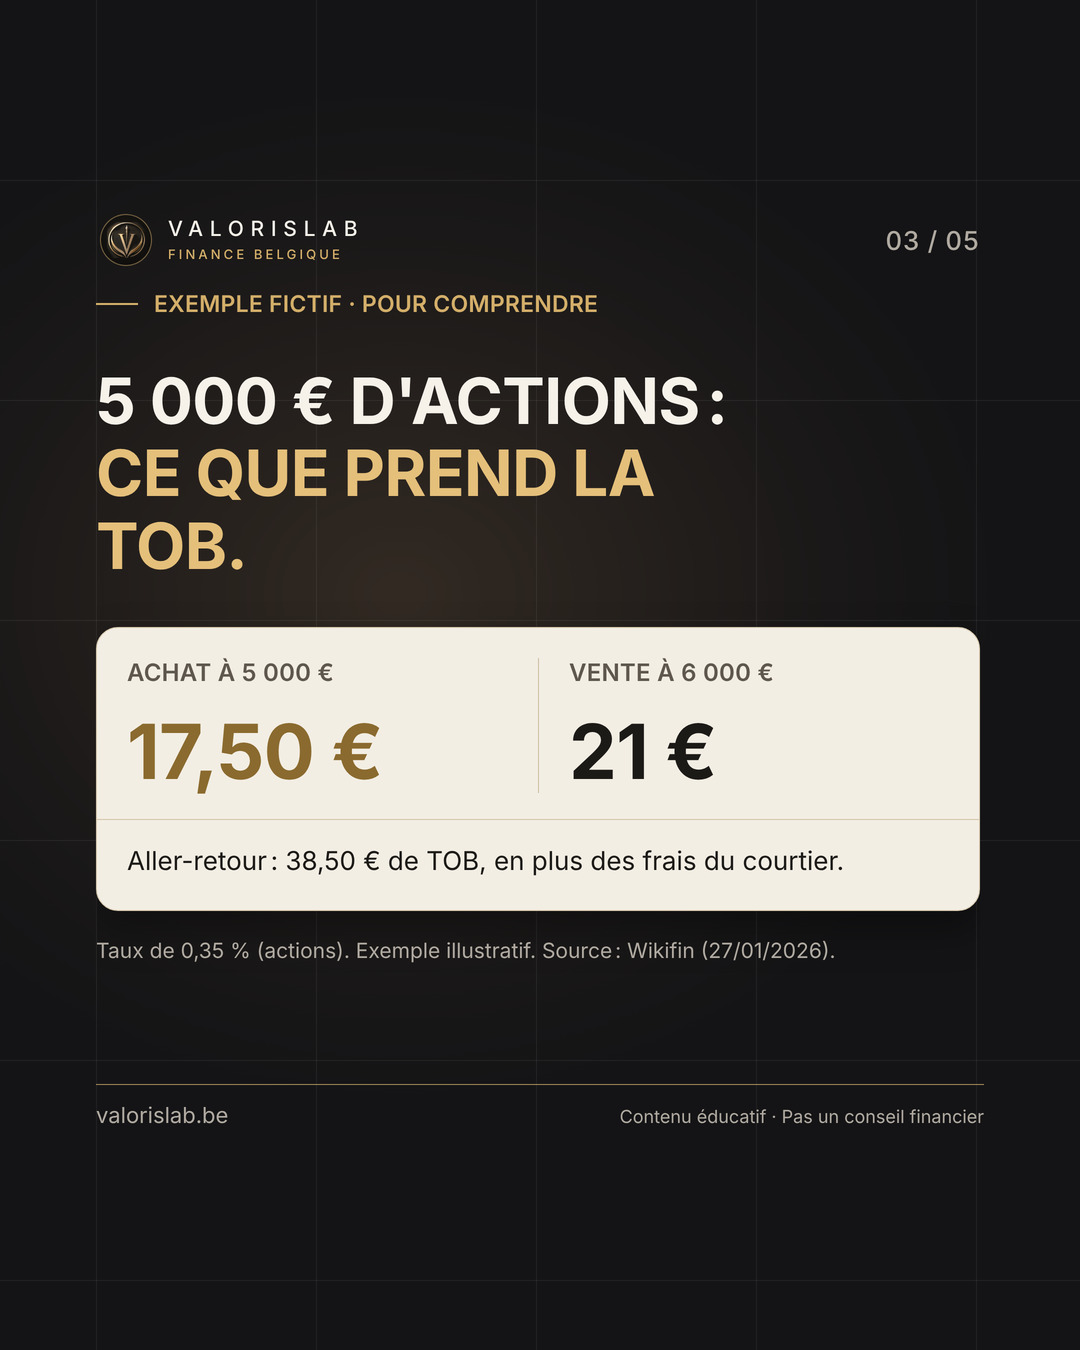 VALORISLAB
FINANCE BELGIQUE
03 / 05
EXEMPLE FICTIF · POUR COMPRENDRE
5 000 € D'ACTIONS :
CE QUE PREND LA
TOB.
ACHAT À 5 000 €
17,50 €
VENTE À 6 000 €
21 €
Aller-retour : 38,50 € de TOB, en plus des frais du courtier.
Taux de 0,35 % (actions). Exemple illustratif. Source : Wikifin (27/01/2026).
valorislab.be
Contenu éducatif · Pas un conseil financier